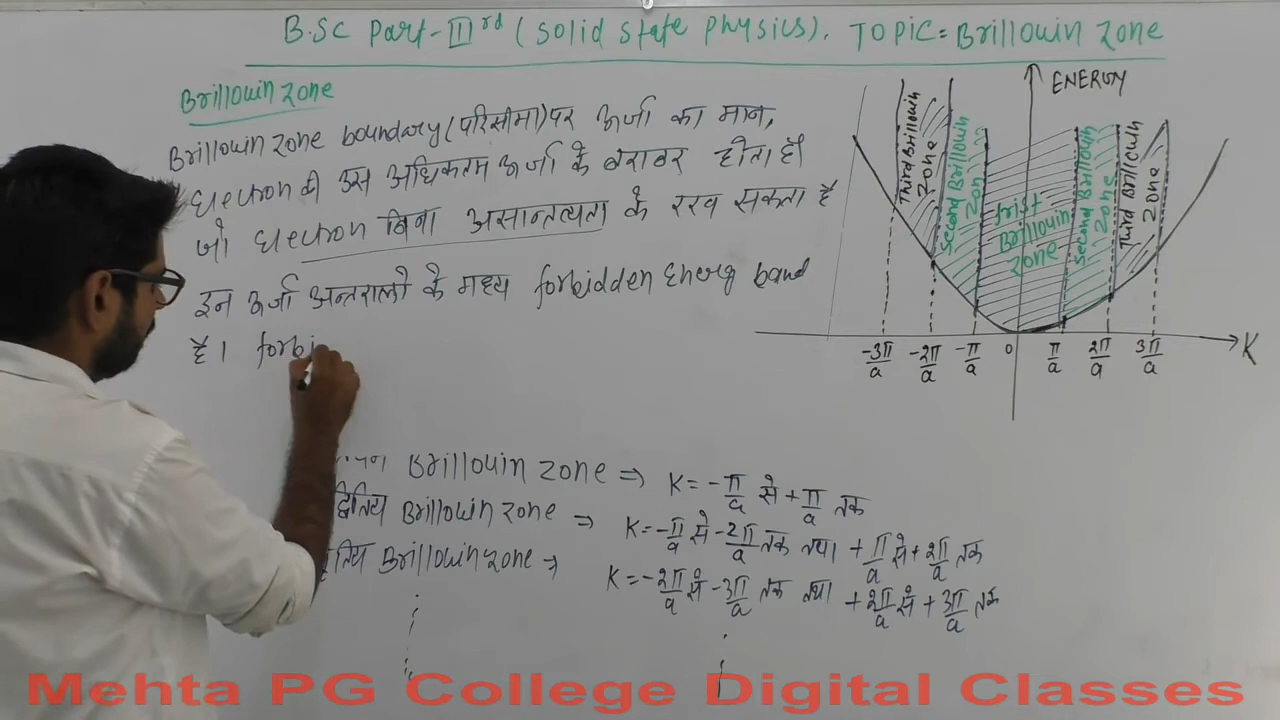 B.SC Part-III rd (Solid State Physics). TOPIC= Brillouin Zone
Brillouin Zone
Brillouin Zone boundary (परिसीमा) पर ऊर्जा का मान,
Electron की उस अधिकतम ऊर्जा के बराबर होता है।
जो Electron बिना असान्तत्यता के रख सकता है
इन ऊर्जा अन्तरालो के मध्य forbidden Energy band
है। forbi
ENERGY
Third Brillouin Zone
Second Brillouin Zon
frist Brillouin Zone
Second Brillouin Zone
Third Brillouin Zone
-3π/a -2π/a -π/a 0 π/a 2π/a 3π/a K
Brillouin Zone ⇒ K = -π/a से +π/a तक
द्वितिय Brillouin Zone ⇒ K = -π/a से -2π/a तक तथा +π/a से +2π/a तक
तिय Brillouin Zone ⇒ K = -2π/a से -3π/a तक तथा +2π/a से +3π/a तक
Mehta PG College Digital Classes